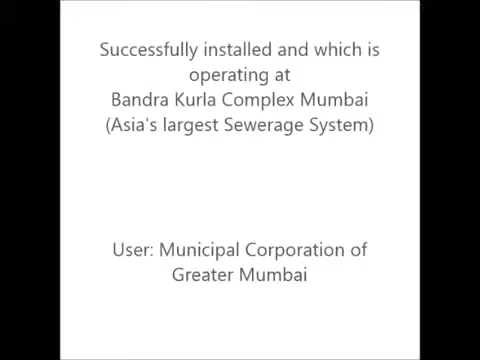 Successfully installed and which is
operating at
Bandra Kurla Complex Mumbai
(Asia's largest Sewerage System)
User: Municipal Corporation of
Greater Mumbai